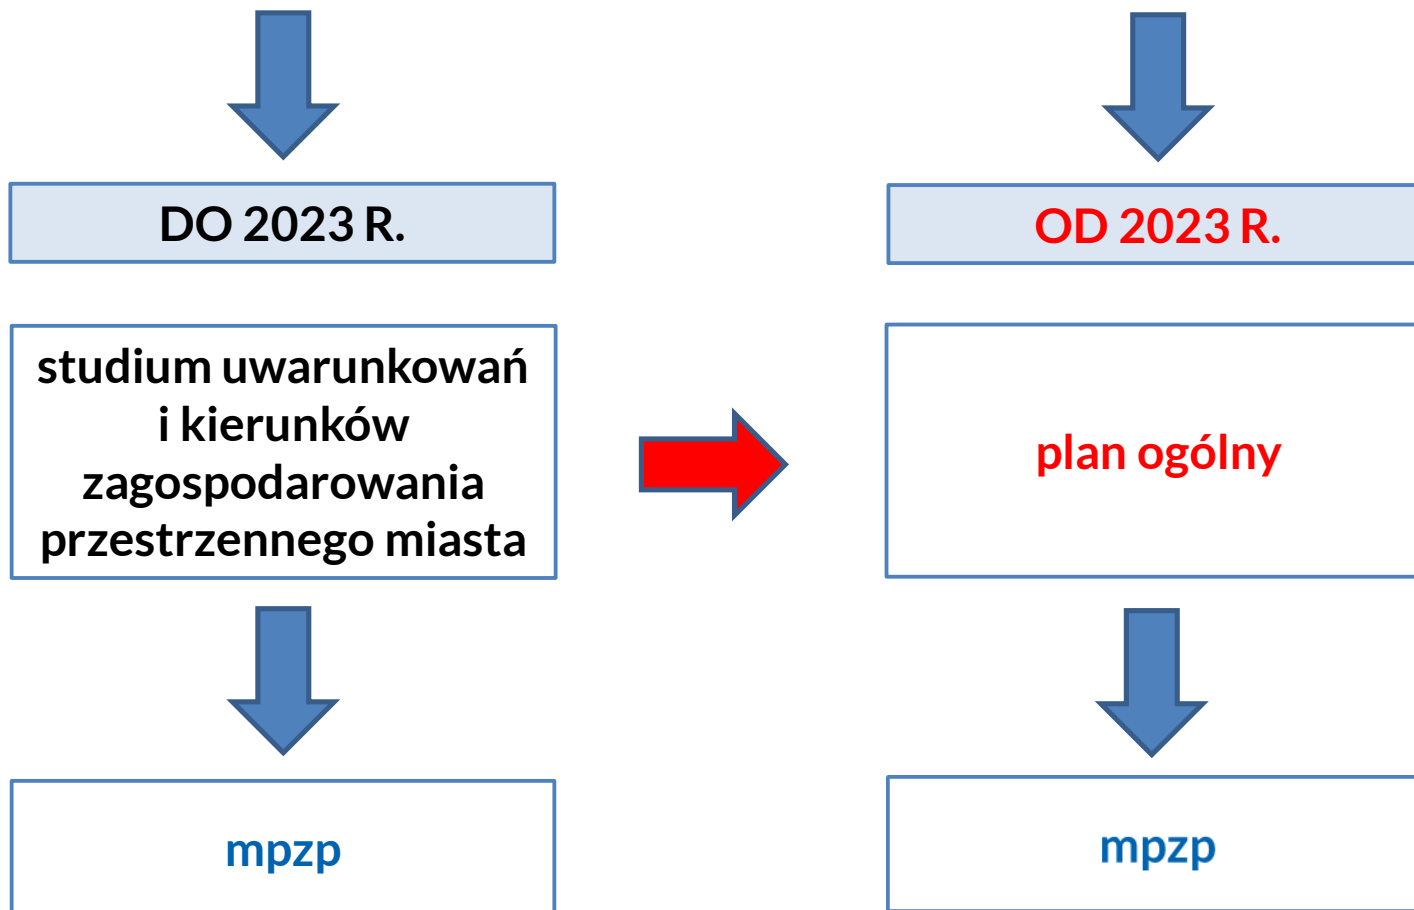 DO 2023 R.
studium uwarunkowań
i kierunków
zagospodarowania
przestrzennego miasta
mpzp
OD 2023 R.
plan ogólny
mpzp